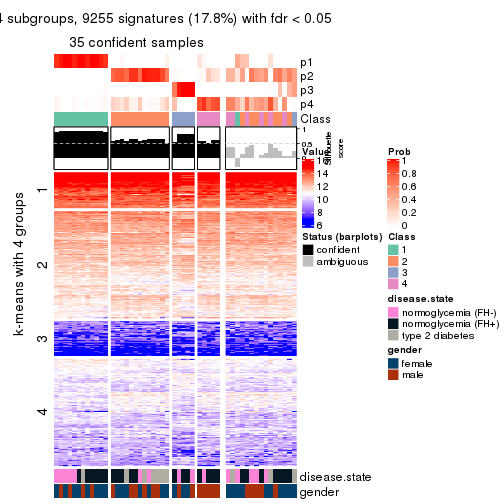 4 subgroups, 9255 signatures (17.8%) with fdr < 0.05
35 confident samples
p1
p2
p3
p4
Class
1
0.5
0
Silhouette
score
k-means with 4 groups
1
2
3
4
disease.state
gender
Value
16
14
12
10
8
6
Status (barplots)
confident
ambiguous
Prob
1
0.8
0.6
0.4
0.2
0
Class
1
2
3
4
disease.state
normoglycemia (FH-)
normoglycemia (FH+)
type 2 diabetes
gender
female
male